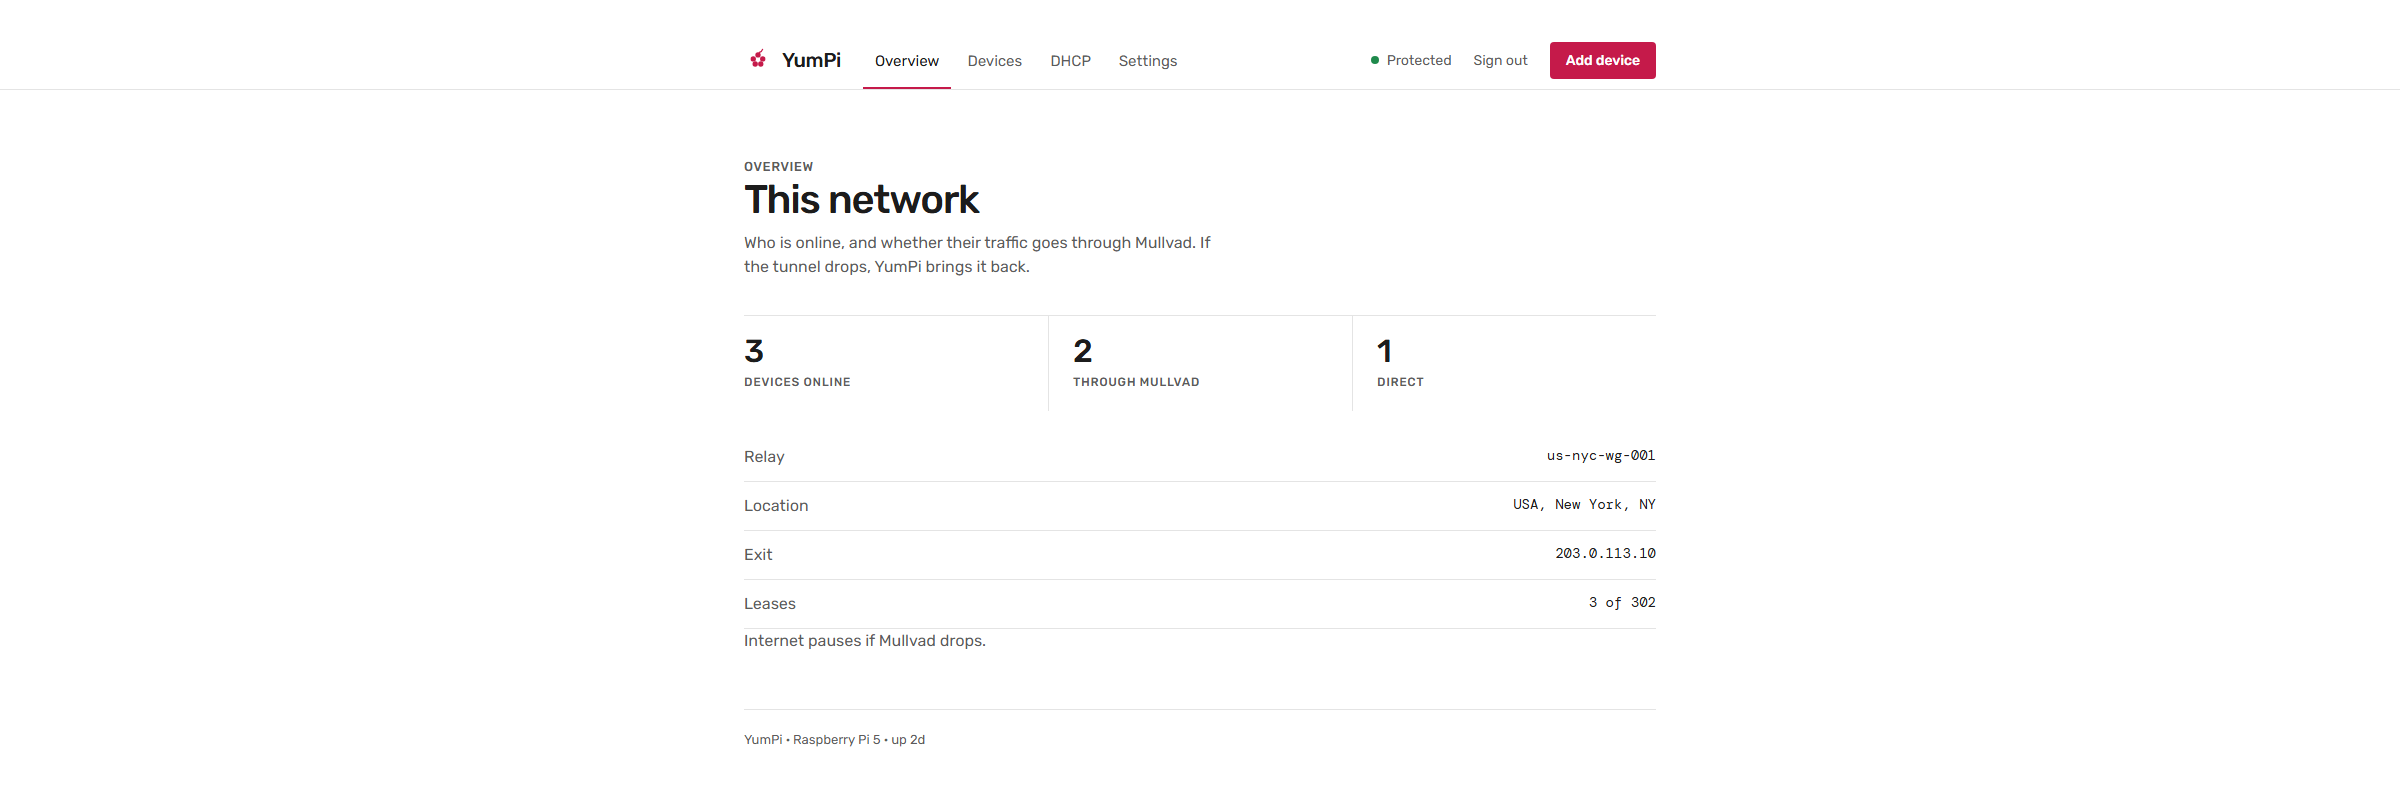 YumPi
Overview
Devices
DHCP
Settings
Protected
Sign out
Add device
OVERVIEW
This network
Who is online, and whether their traffic goes through Mullvad. If
the tunnel drops, YumPi brings it back.
3
DEVICES ONLINE
2
THROUGH MULLVAD
1
DIRECT
Relay us-nyc-wg-001
Location USA, New York, NY
Exit 203.0.113.10
Leases 3 of 302
Internet pauses if Mullvad drops.
YumPi • Raspberry Pi 5 • up 2d